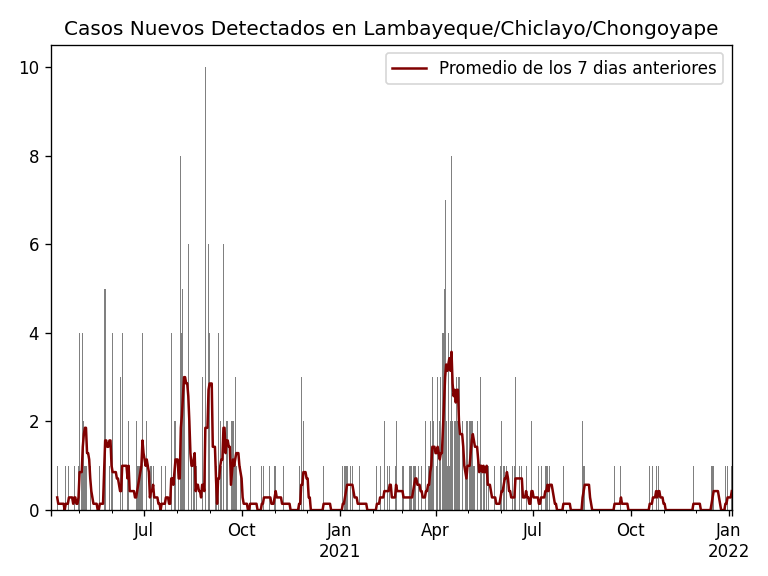 Casos Nuevos Detectados en Lambayeque/Chiclayo/Chongoyape
Promedio de los 7 dias anteriores
10
8
6
4
2
0
Jul Oct Jan Apr Jul Oct Jan
2021 2022